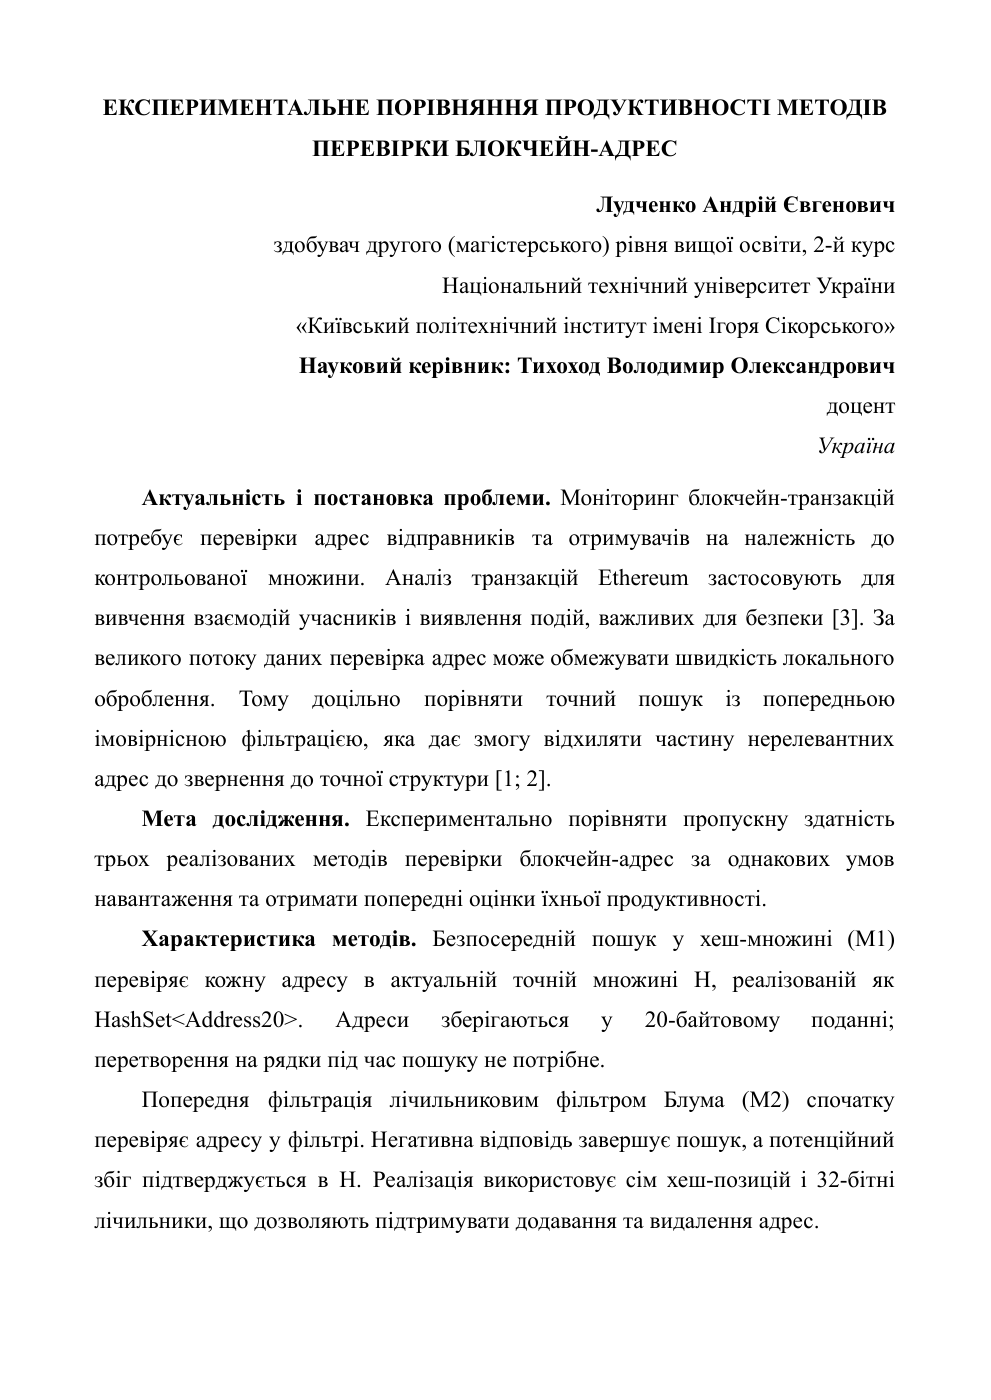 ЕКСПЕРИМЕНТАЛЬНЕ ПОРІВНЯННЯ ПРОДУКТИВНОСТІ МЕТОДІВ
ПЕРЕВІРКИ БЛОКЧЕЙН-АДРЕС
Лудченко Андрій Євгенович
здобувач другого (магістерського) рівня вищої освіти, 2-й курс
Національний технічний університет України
«Київський політехнічний інститут імені Ігоря Сікорського»
Науковий керівник: Тихоход Володимир Олександрович
доцент
Україна
Актуальність і постановка проблеми. Моніторинг блокчейн-транзакцій
потребує перевірки адрес відправників та отримувачів на належність до
контрольованої множини. Аналіз транзакцій Ethereum застосовують для
вивчення взаємодій учасників і виявлення подій, важливих для безпеки [3]. За
великого потоку даних перевірка адрес може обмежувати швидкість локального
оброблення. Тому доцільно порівняти точний пошук із попередньою
імовірнісною фільтрацією, яка дає змогу відхиляти частину нерелевантних
адрес до звернення до точної структури [1; 2].
Мета дослідження. Експериментально порівняти пропускну здатність
трьох реалізованих методів перевірки блокчейн-адрес за однакових умов
навантаження та отримати попередні оцінки їхньої продуктивності.
Характеристика методів. Безпосередній пошук у хеш-множині (M1)
перевіряє кожну адресу в актуальній точній множині H, реалізованій як
HashSet<Address20>. Адреси зберігаються у 20-байтовому поданні;
перетворення на рядки під час пошуку не потрібне.
Попередня фільтрація лічильниковим фільтром Блума (M2) спочатку
перевіряє адресу у фільтрі. Негативна відповідь завершує пошук, а потенційний
збіг підтверджується в H. Реалізація використовує сім хеш-позицій і 32-бітні
лічильники, що дозволяють підтримувати додавання та видалення адрес.